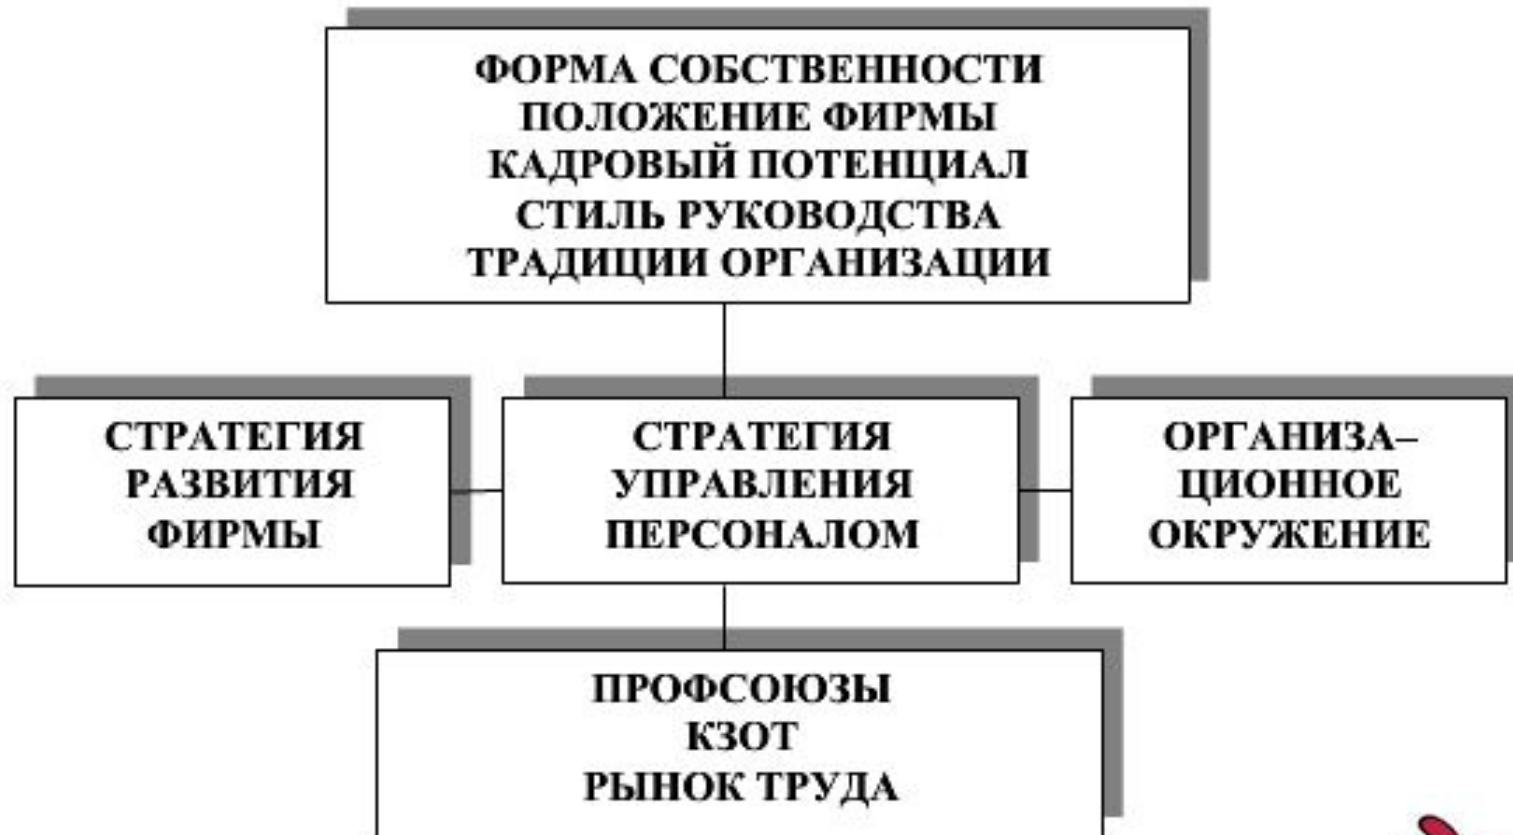 ФОРМА СОБСТВЕННОСТИ
ПОЛОЖЕНИЕ ФИРМЫ
КАДРОВЫЙ ПОТЕНЦИАЛ
СТИЛЬ РУКОВОДСТВА
ТРАДИЦИИ ОРГАНИЗАЦИИ
СТРАТЕГИЯ
РАЗВИТИЯ
ФИРМЫ
СТРАТЕГИЯ
УПРАВЛЕНИЯ
ПЕРСОНАЛОМ
ОРГАНИЗА–
ЦИОННОЕ
ОКРУЖЕНИЕ
ПРОФСОЮЗЫ
КЗОТ
РЫНОК ТРУДА